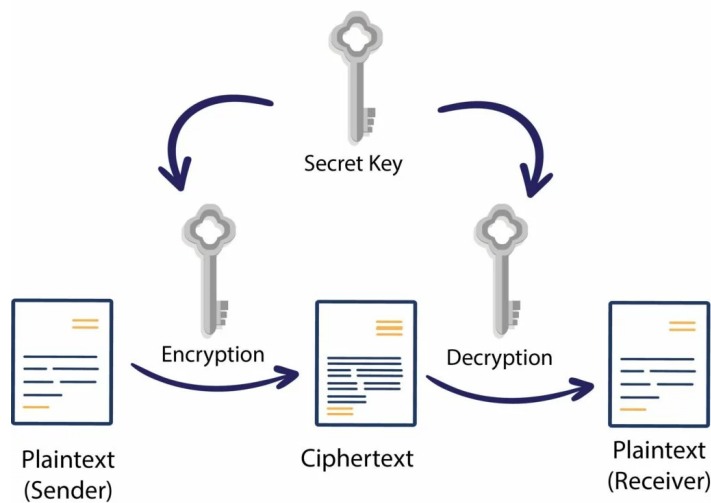 Secret Key
Encryption
Decryption
Plaintext
(Sender)
Ciphertext
Plaintext
(Receiver)